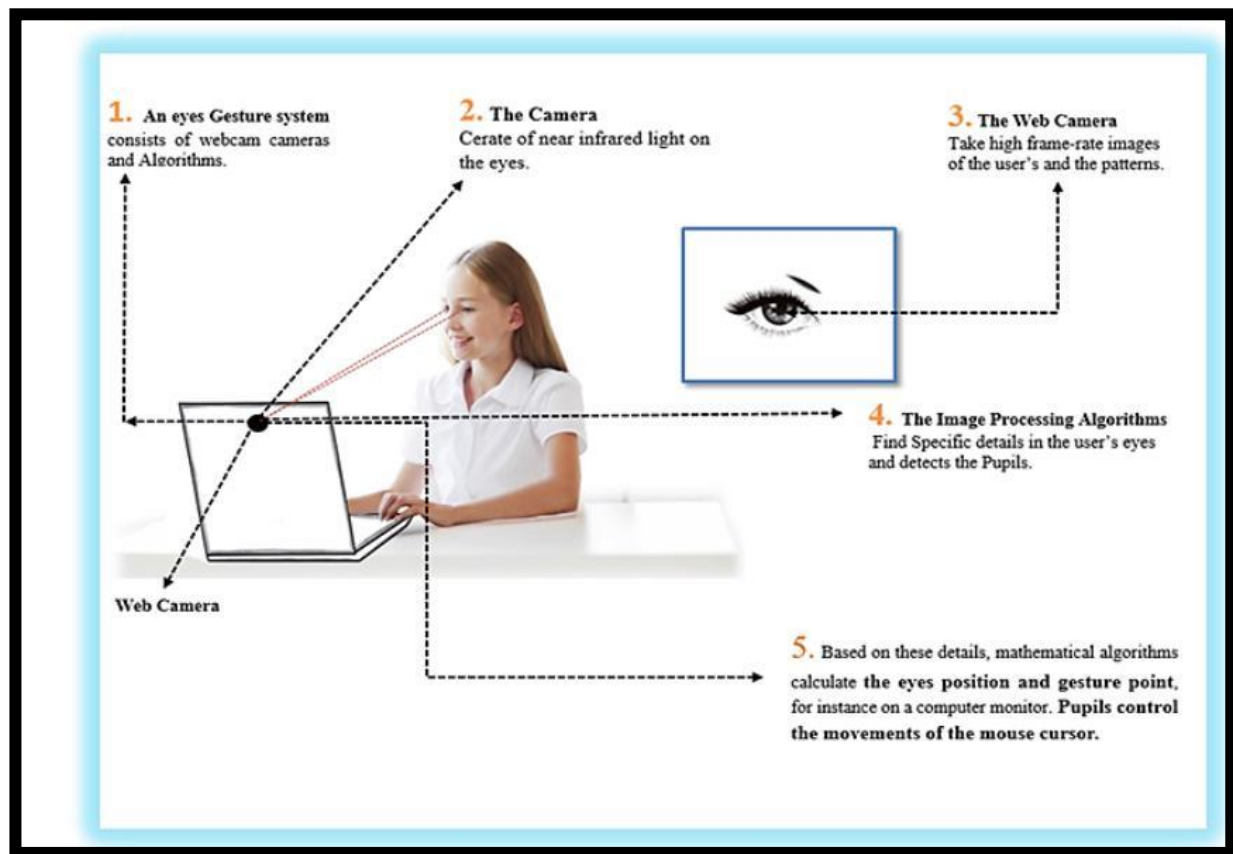 1. An eyes Gesture system
consists of webcam cameras
and Algorithms.
2. The Camera
Cerate of near infrared light on
the eyes.
3. The Web Camera
Take high frame-rate images
of the user's and the patterns.
4. The Image Processing Algorithms
Find Specific details in the user's eyes
and detects the Pupils.
Web Camera
5. Based on these details, mathematical algorithms
calculate the eyes position and gesture point,
for instance on a computer monitor. Pupils control
the movements of the mouse cursor.